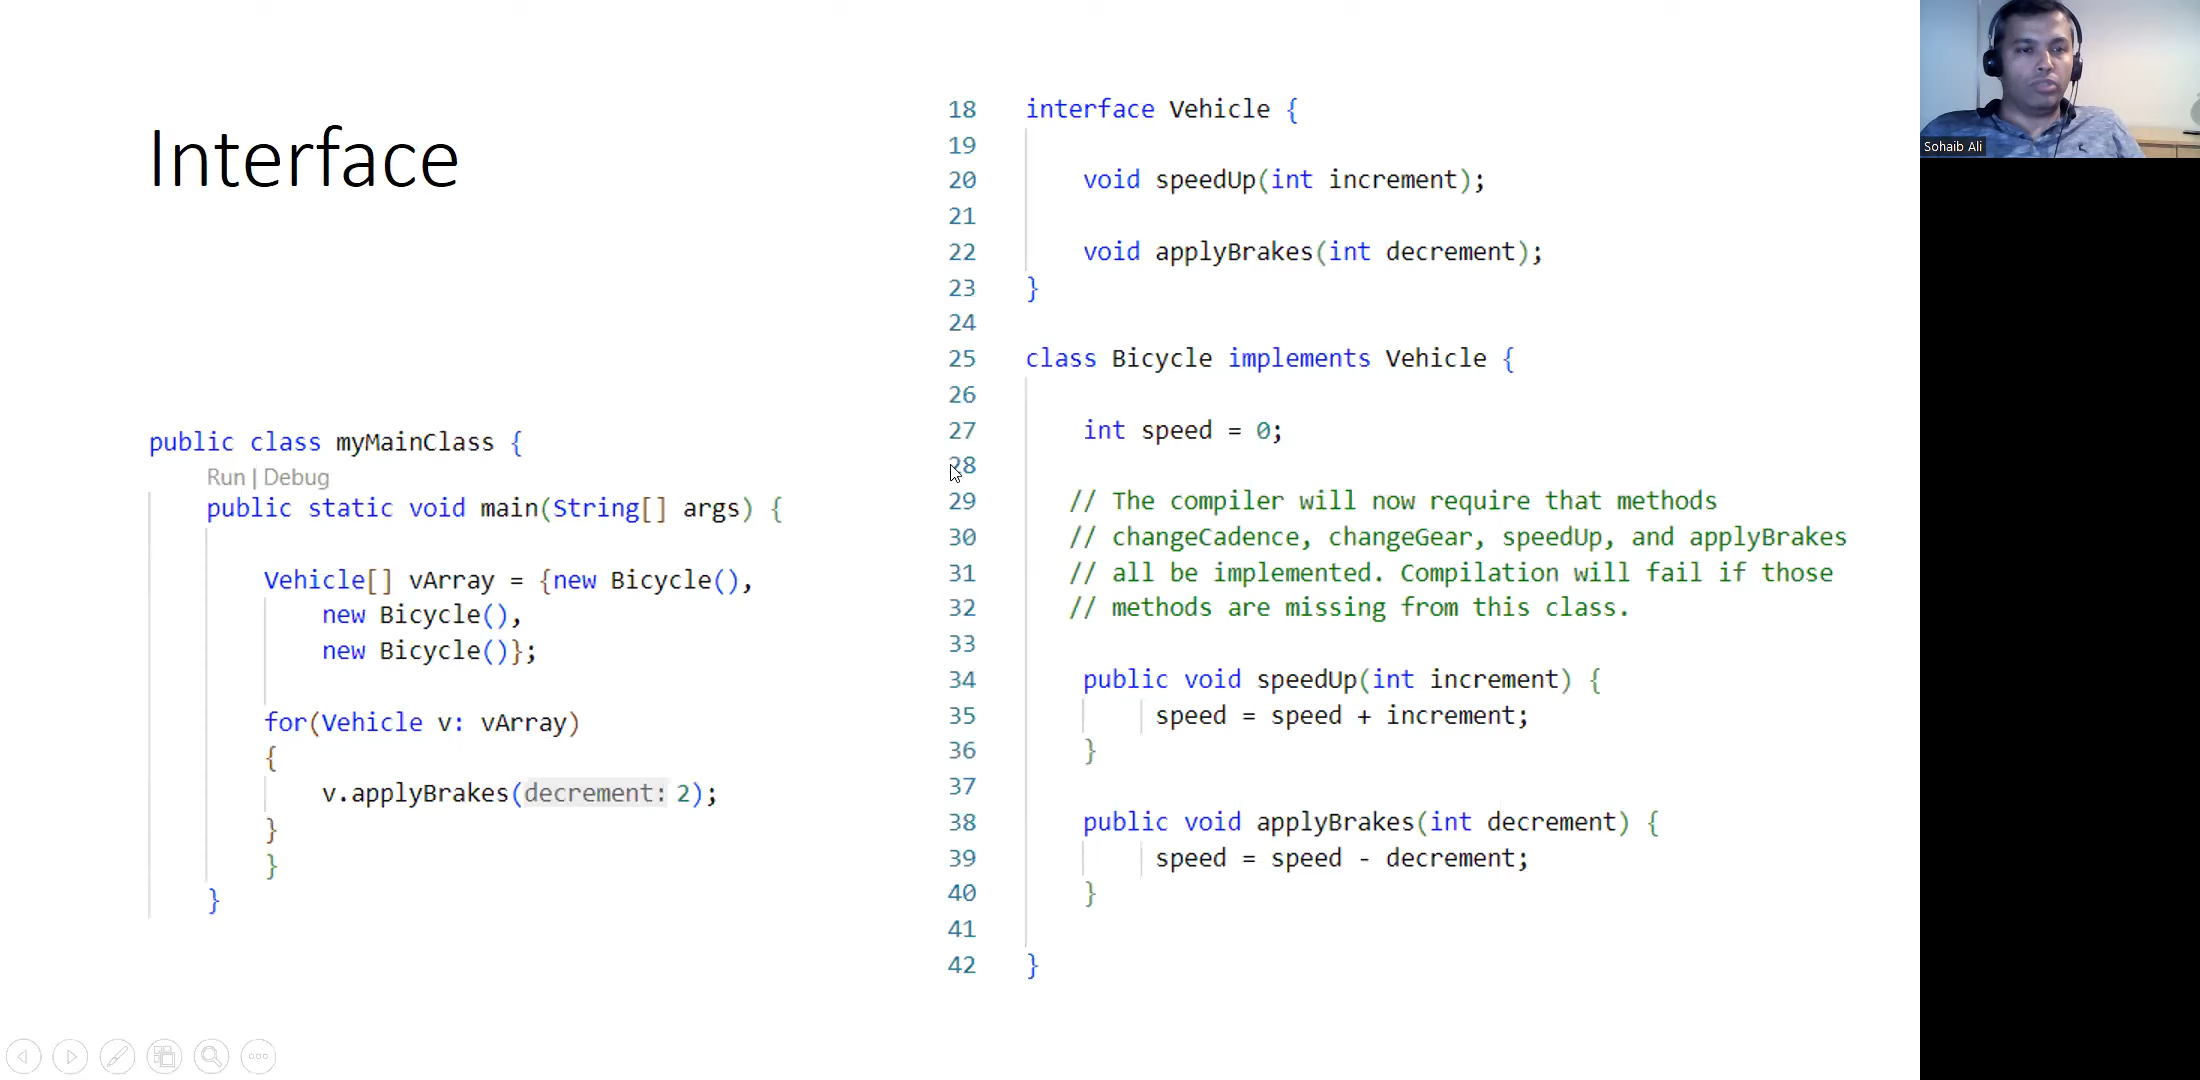 Interface
public class myMainClass {
Run | Debug
public static void main(String[] args) {
Vehicle[] vArray = {new Bicycle(),
new Bicycle(),
new Bicycle()};
for(Vehicle v: vArray)
{
v.applyBrakes(decrement: 2);
}
}
}
18 interface Vehicle {
19
20 void speedUp(int increment);
21
22 void applyBrakes(int decrement);
23 }
24
25 class Bicycle implements Vehicle {
26
27 int speed = 0;
28
29 // The compiler will now require that methods
30 // changeCadence, changeGear, speedUp, and applyBrakes
31 // all be implemented. Compilation will fail if those
32 // methods are missing from this class.
33
34 public void speedUp(int increment) {
35 speed = speed + increment;
36 }
37
38 public void applyBrakes(int decrement) {
39 speed = speed - decrement;
40 }
41
42 }
Sohaib Ali